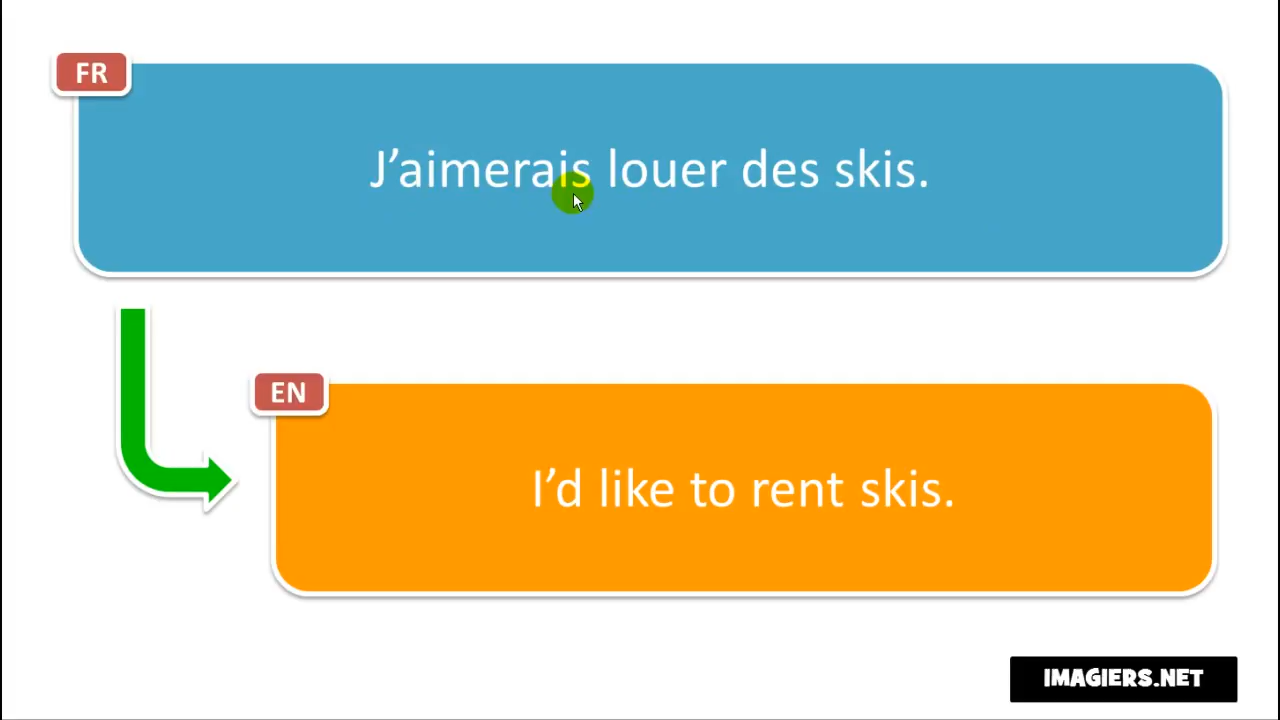 FR
J’aimerais louer des skis.
EN
I’d like to rent skis.
IMAGIERS.NET